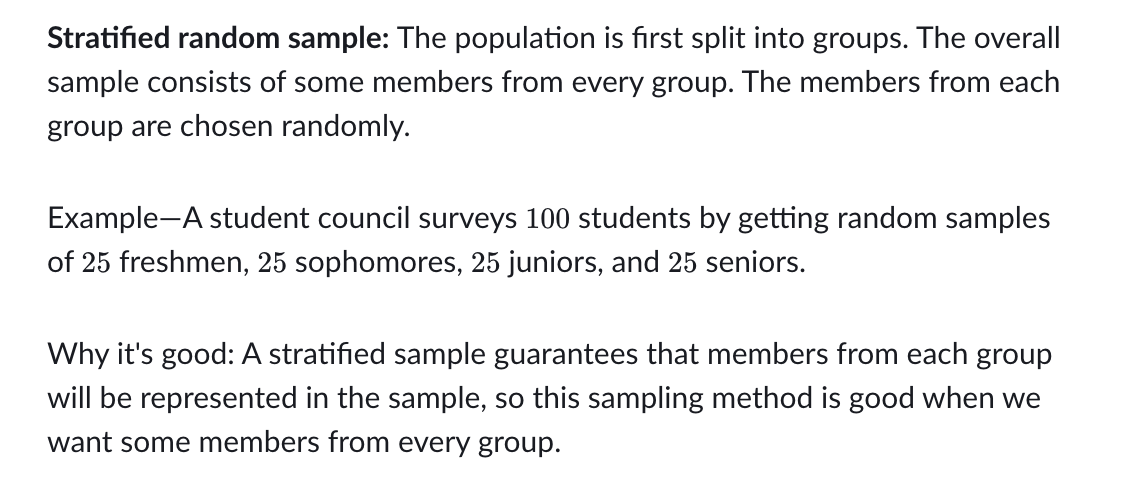 Stratified random sample: The population is first split into groups. The overall
sample consists of some members from every group. The members from each
group are chosen randomly.
Example—A student council surveys 100 students by getting random samples
of 25 freshmen, 25 sophomores, 25 juniors, and 25 seniors.
Why it's good: A stratified sample guarantees that members from each group
will be represented in the sample, so this sampling method is good when we
want some members from every group.